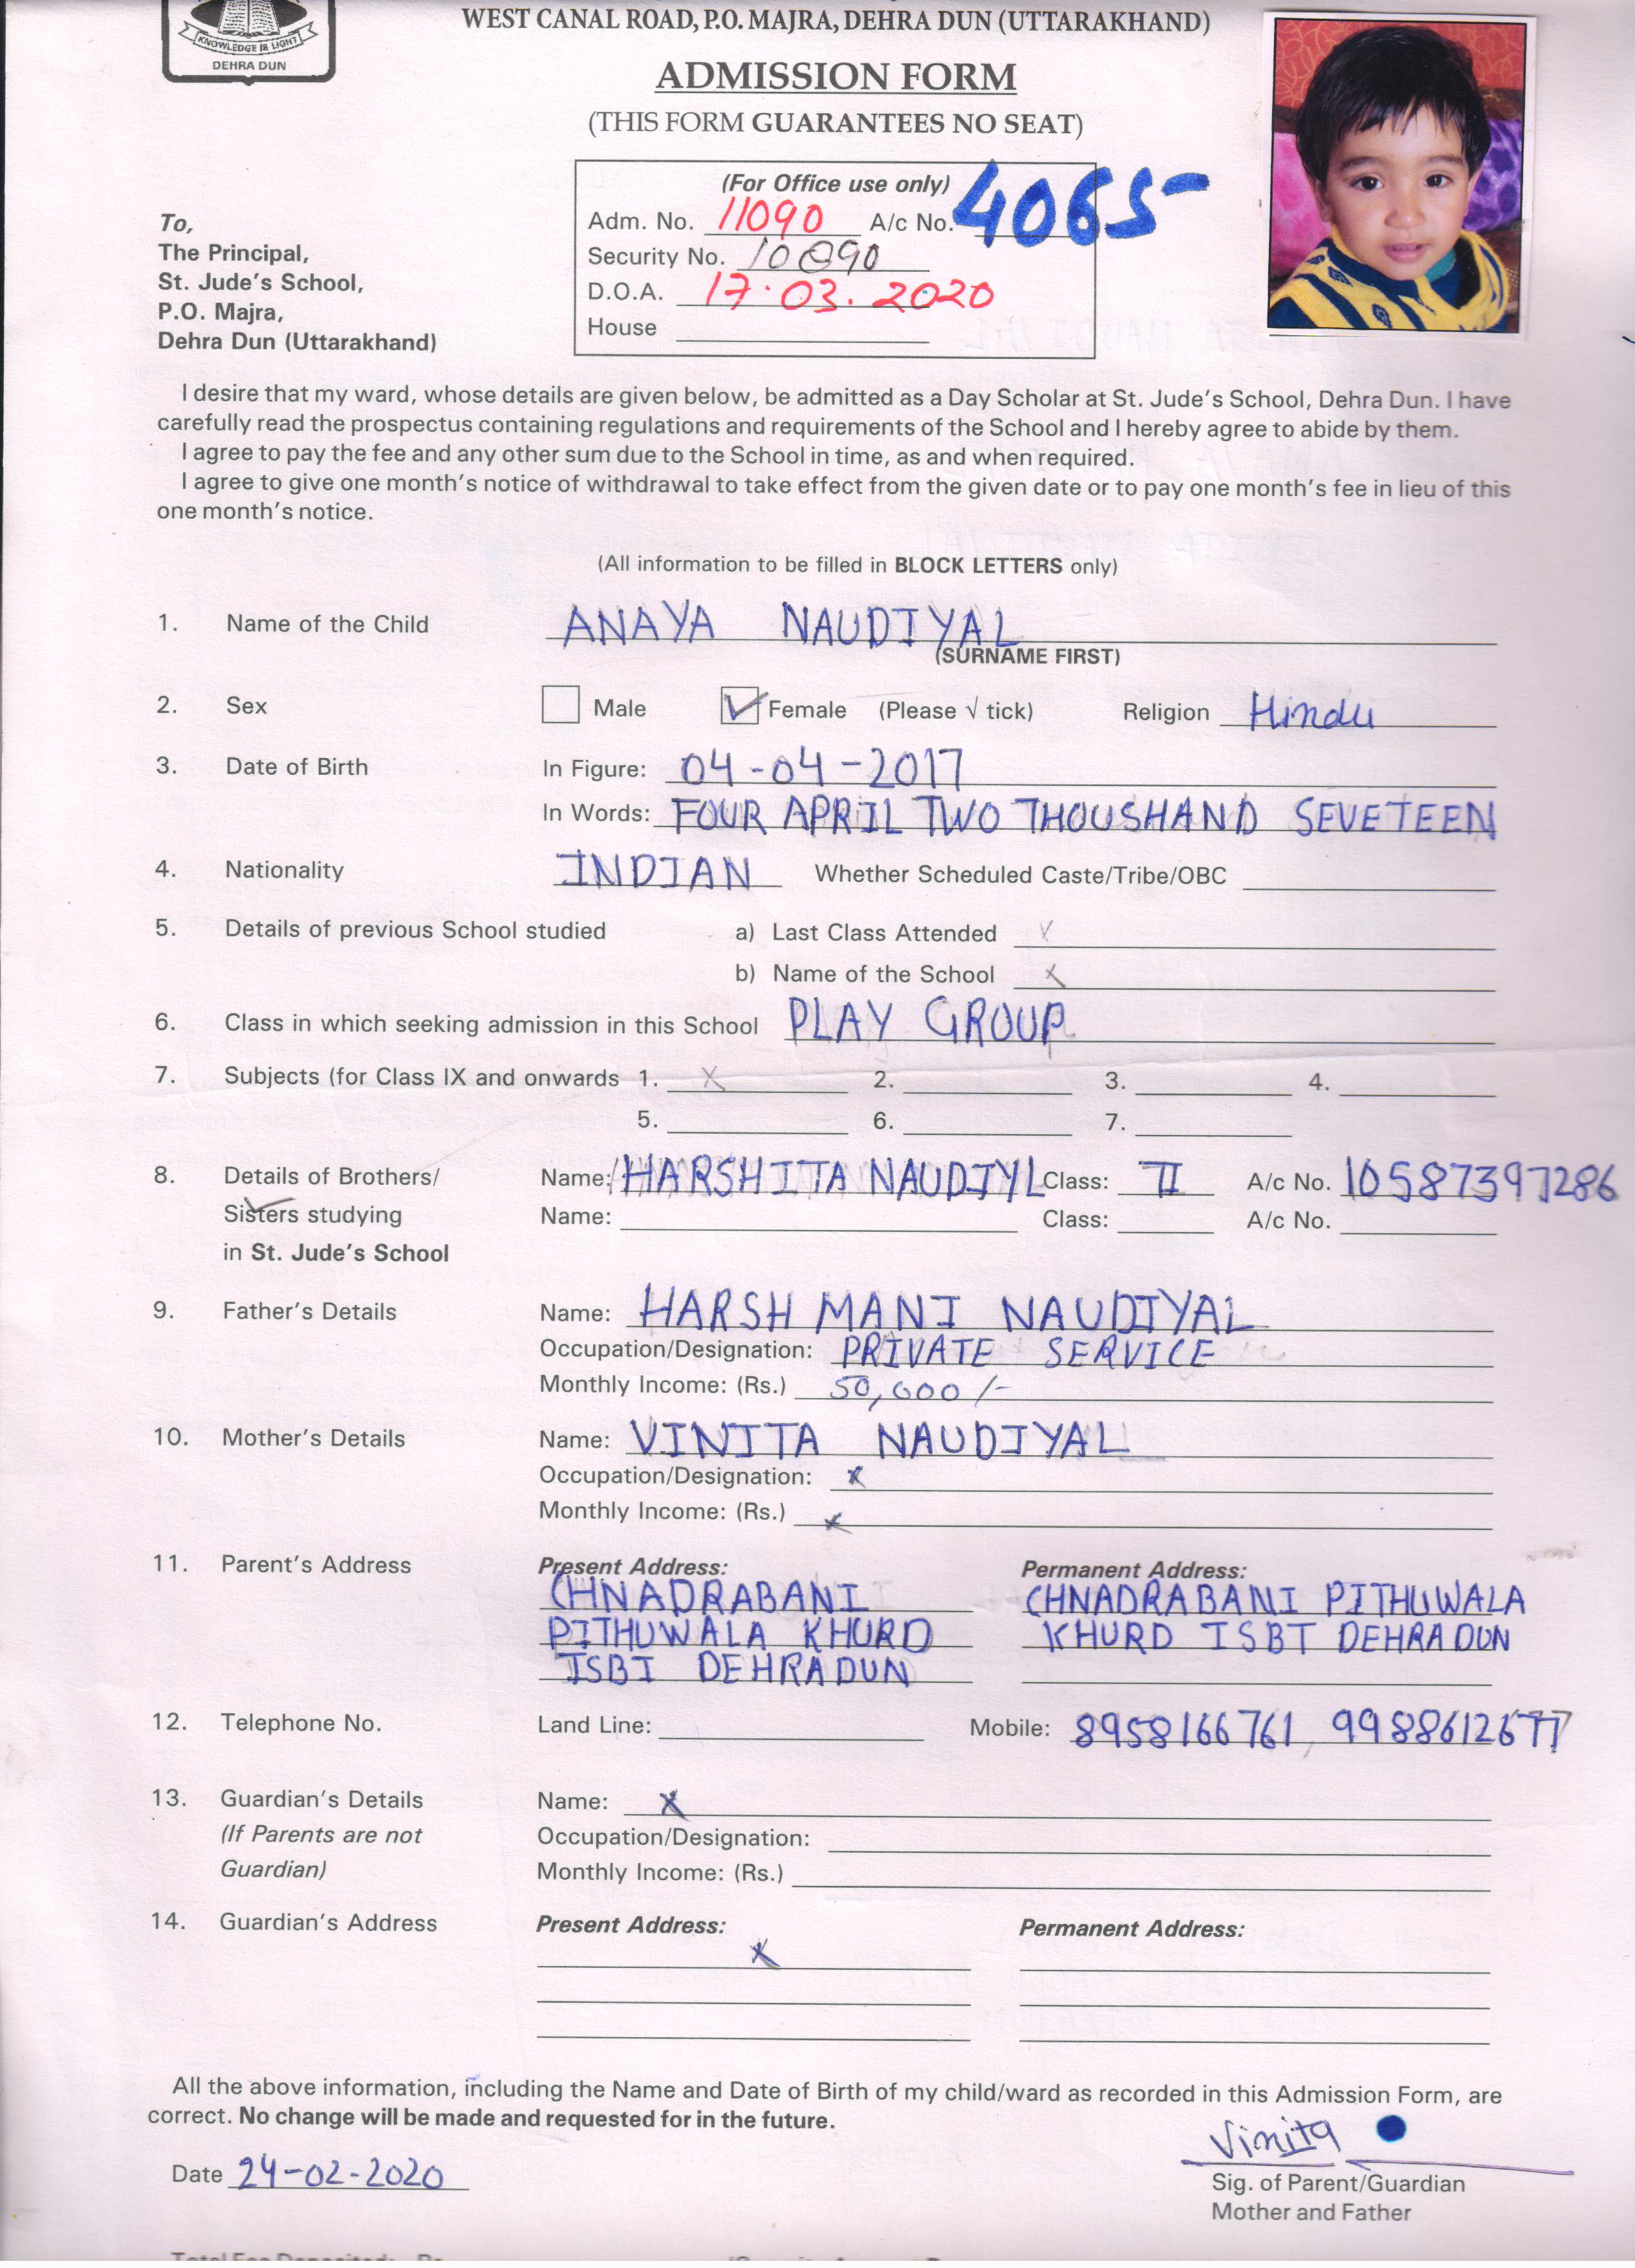 KNOWLEDGE IS LIGHT
DEHRA DUN
WEST CANAL ROAD, P.O. MAJRA, DEHRA DUN (UTTARAKHAND)
ADMISSION FORM
(THIS FORM GUARANTEES NO SEAT)
(For Office use only)
Adm. No. 11090 A/c No. 4065
Security No. 10890
D.O.A. 17.03.2020
House
To,
The Principal,
St. Jude's School,
P.O. Majra,
Dehra Dun (Uttarakhand)
I desire that my ward, whose details are given below, be admitted as a Day Scholar at St. Jude's School, Dehra Dun. I have
carefully read the prospectus containing regulations and requirements of the School and I hereby agree to abide by them.
I agree to pay the fee and any other sum due to the School in time, as and when required.
I agree to give one month's notice of withdrawal to take effect from the given date or to pay one month's fee in lieu of this
one month's notice.
(All information to be filled in BLOCK LETTERS only)
1. Name of the Child ANAYA NAUDIYAL
(SURNAME FIRST)
2. Sex Male Female (Please √ tick) Religion Hindu
3. Date of Birth In Figure: 04-04-2017
In Words: FOUR APRIL TWO THOUSHAND SEVETEEN
4. Nationality INDIAN Whether Scheduled Caste/Tribe/OBC
5. Details of previous School studied a) Last Class Attended
b) Name of the School x
6. Class in which seeking admission in this School PLAY GROUP
7. Subjects (for Class IX and onwards 1. X 2. 3. 4.
5. 6. 7.
8. Details of Brothers/ Name: HARSHITA NAUDIYL Class: II A/c No. 10587397286
Sisters studying Name: Class: A/c No.
in St. Jude's School
9. Father's Details Name: HARSH MANI NAUDIYAL
Occupation/Designation: PRIVATE SERVICE
Monthly Income: (Rs.) 50,000/-
10. Mother's Details Name: VINITA NAUDIYAL
Occupation/Designation: x
Monthly Income: (Rs.) x
11. Parent's Address Present Address: Permanent Address:
CHNADRABANI CHNADRABANI PITHUWALA
PITHUWALA KHURD KHURD ISBT DEHRADUN
ISBI DEHRADUN
12. Telephone No. Land Line: Mobile: 8958166761, 9988612677
13. Guardian's Details Name: X
(If Parents are not Occupation/Designation:
Guardian) Monthly Income: (Rs.)
14. Guardian's Address Present Address: Permanent Address:
X
All the above information, including the Name and Date of Birth of my child/ward as recorded in this Admission Form, are
correct. No change will be made and requested for in the future.
Vinita
Date 24-02-2020
Sig. of Parent/Guardian
Mother and Father